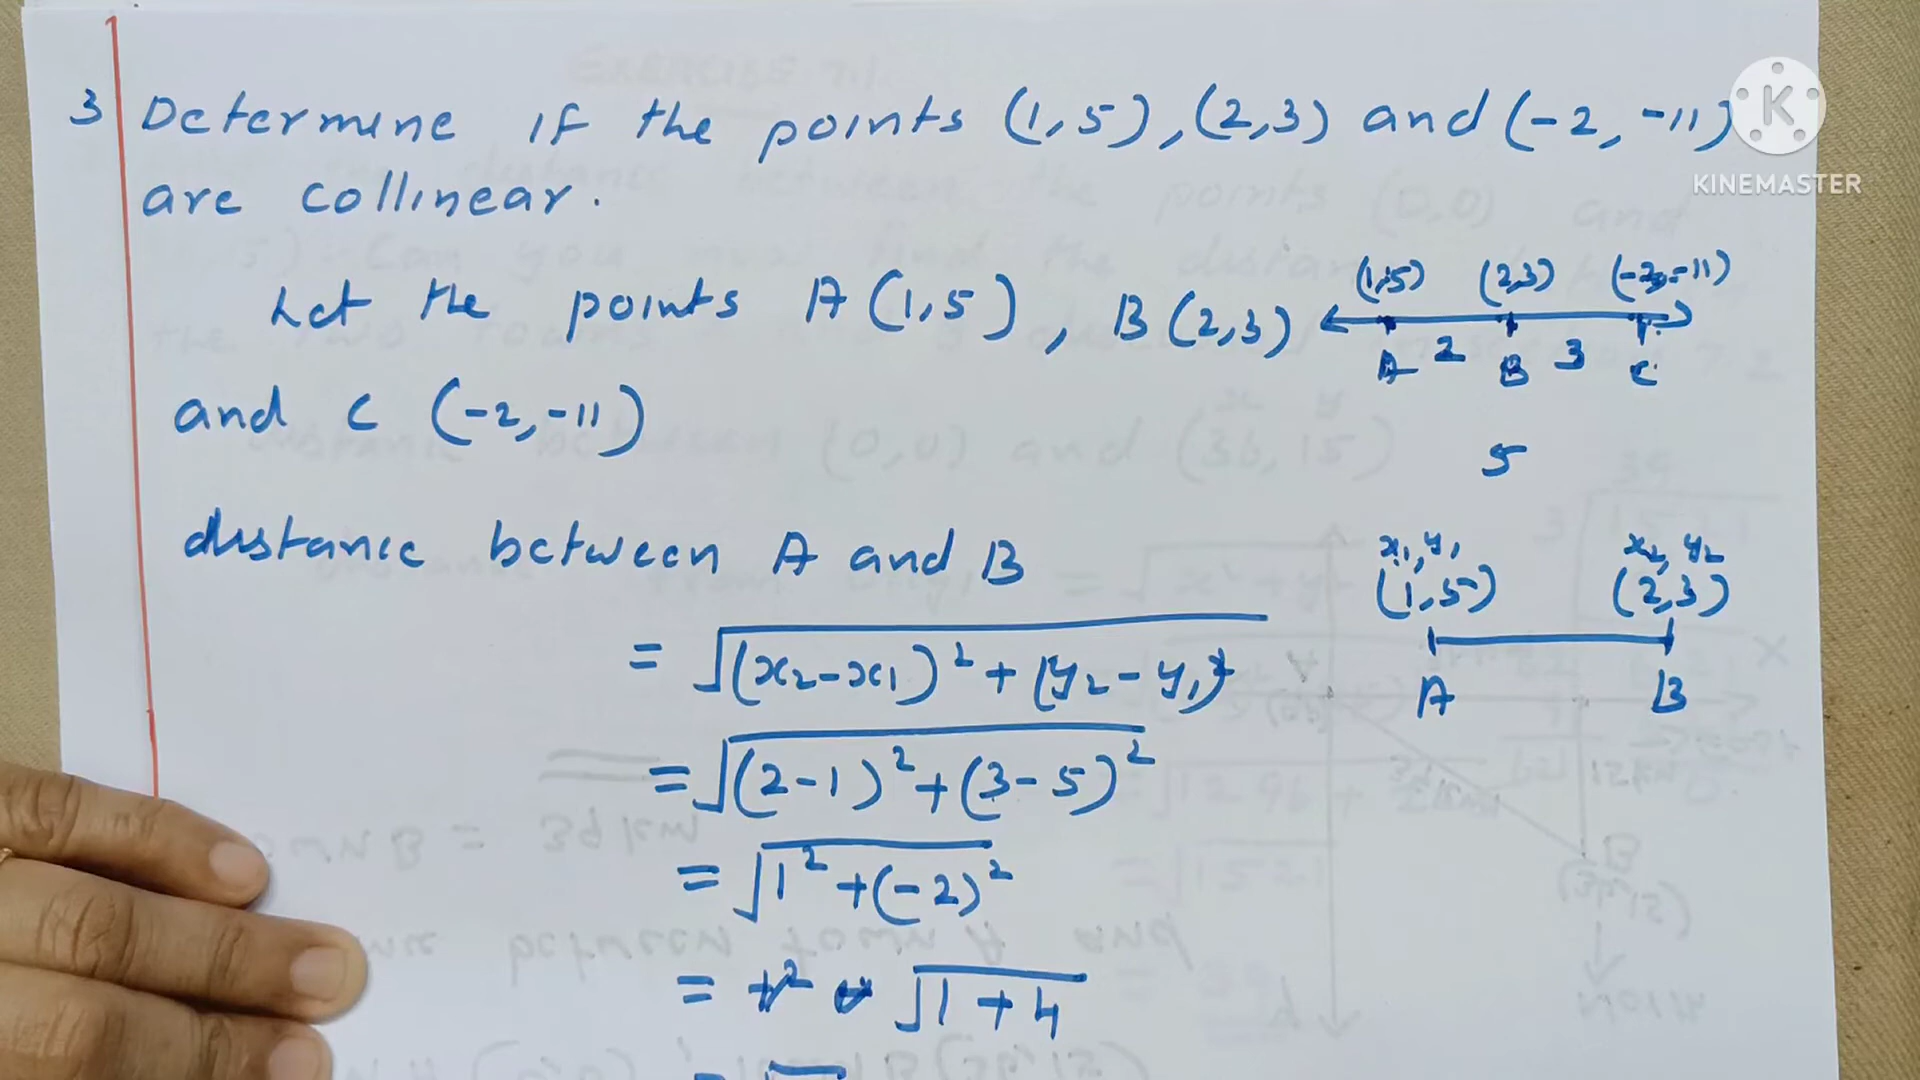 3 Determine if the points (1,5), (2,3) and (-2, -11)
are collinear.
KINEMASTER
Let the points A (1,5), B (2,3)
and C (-2, -11)
(1,5) (2,3) (-2, -11)
A 2 B 3 C
5
distance between A and B
x₁, y₁ x₂, y₂
(1,5) (2,3)
A B
= √(x₂-x₁)² + (y₂-y₁)²
= √(2-1)² + (3-5)²
= √1² + (-2)²
= √1 + 4